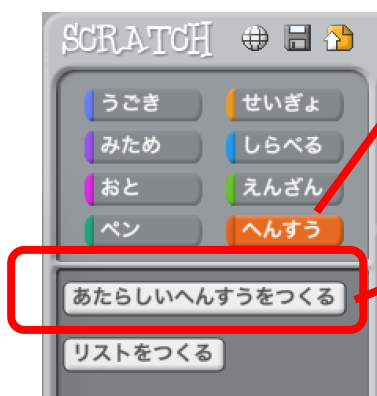 SCRATCH
うごき せいぎょ
みため しらべる
おと えんざん
ペン へんすう
あたらしいへんすうをつくる
リストをつくる